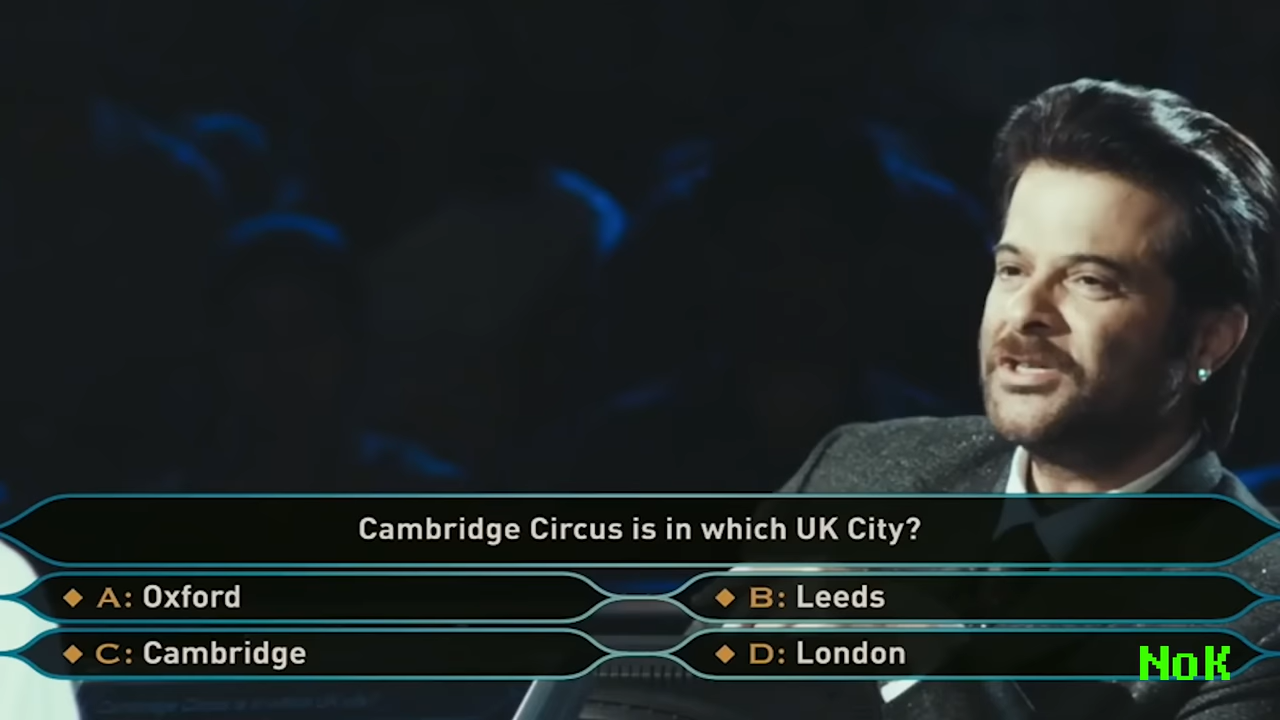 Cambridge Circus is in which UK City?
A: Oxford
B: Leeds
C: Cambridge
D: London
NoK